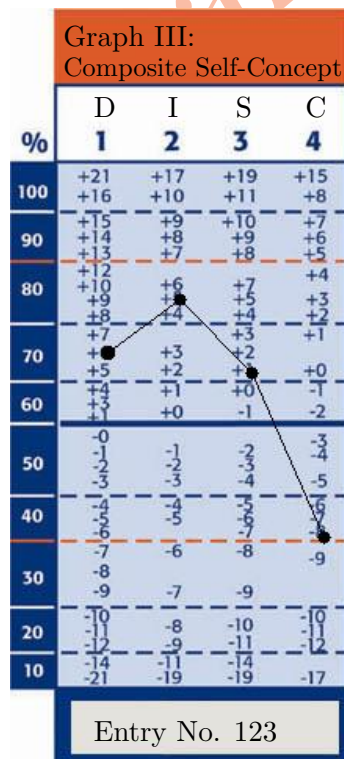 Graph III:
Composite Self-Concept
D I S C
% 1 2 3 4
+21 +17 +19 +15
100
+16 +10 +11 +8
+15 +9 +10 +7
90 +14 +8 +9 +6
+13 +7 +8 +5
+12 +4
80 +10 +6 +7
+9 +5 +3
+8 +4 +4 +2
+7 +3 +1
70 +3 +2
+5 +2 +0
+4 +1 +0 -1
60 +3
+1 +0 -1 -2
-0 -3
-1 -1 -2 -4
50 -2 -2 -3
-3 -3 -4 -5
-4 -4 -5 -6
40 -5 -5 -6
-6 -7
-7 -6 -8 -9
30 -8
-9 -7 -9
-10 -10
20 -11 -8 -10 -11
-12 -9 -11 -12
-14 -11 -14
10
-21 -19 -19 -17
Entry No. 123